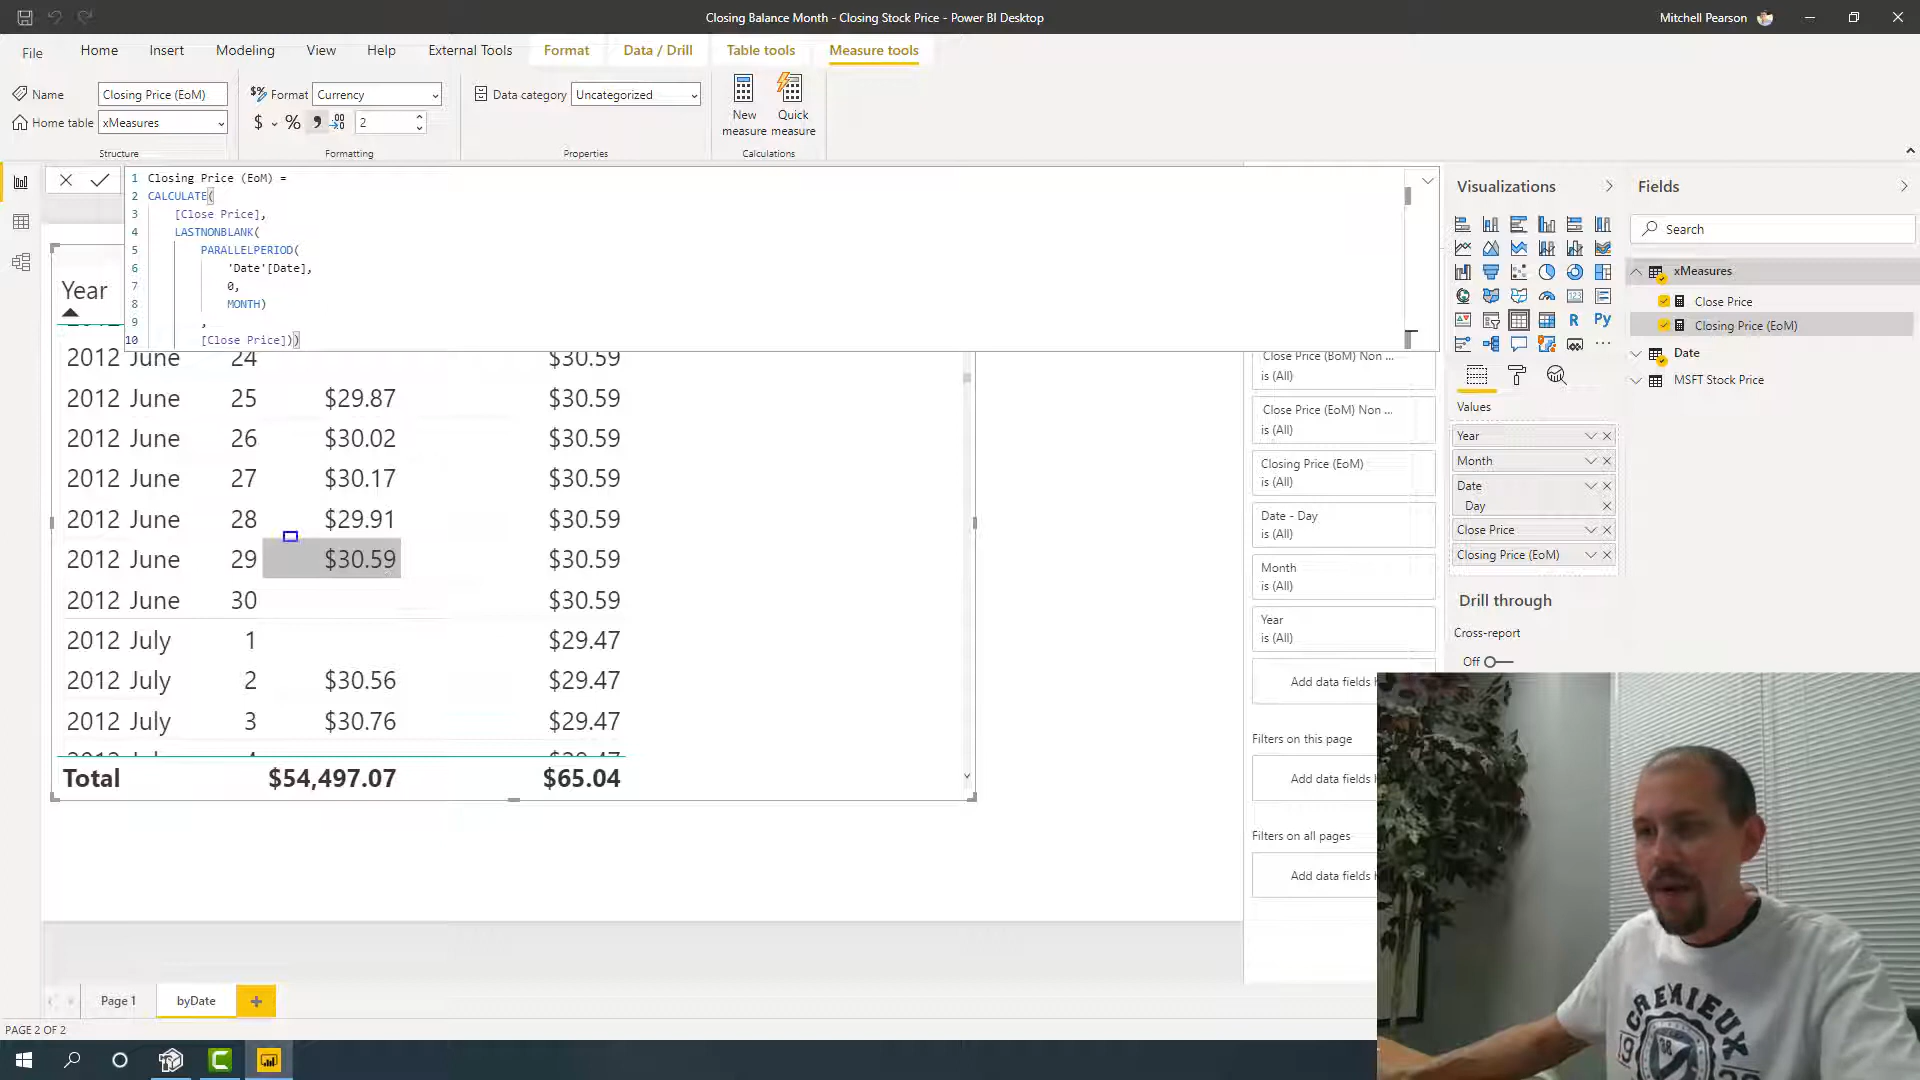 Closing Balance Month - Closing Stock Price - Power BI Desktop
Mitchell Pearson
File
Home
Insert
Modeling
View
Help
External Tools
Format
Data / Drill
Table tools
Measure tools
Name
Closing Price (EoM)
Home table
xMeasures
Structure
Format
Currency
$
%
2
Formatting
Data category
Uncategorized
Properties
New measure
Quick measure
Calculations
1 Closing Price (EoM) =
2 CALCULATE(
3 [Close Price],
4 LASTNONBLANK(
5 PARALLELPERIOD(
6 'Date'[Date],
7 0,
8 MONTH)
9 ,
10 [Close Price]))
Year
2012 June 24 $30.59
2012 June 25 $29.87 $30.59
2012 June 26 $30.02 $30.59
2012 June 27 $30.17 $30.59
2012 June 28 $29.91 $30.59
2012 June 29 $30.59 $30.59
2012 June 30 $30.59
2012 July 1 $29.47
2012 July 2 $30.56 $29.47
2012 July 3 $30.76 $29.47
Total $54,497.07 $65.04
Close Price (BoM) Non ...
is (All)
Close Price (EoM) Non ...
is (All)
Closing Price (EoM)
is (All)
Date - Day
is (All)
Month
is (All)
Year
is (All)
Add data fields
Filters on this page
Add data fields
Filters on all pages
Add data fields
Visualizations
R
Py
Values
Year
Month
Date
Day
Close Price
Closing Price (EoM)
Drill through
Cross-report
Off
Fields
Search
xMeasures
Close Price
Closing Price (EoM)
Date
MSFT Stock Price
Page 1
byDate
PAGE 2 OF 2
CREMIEUX